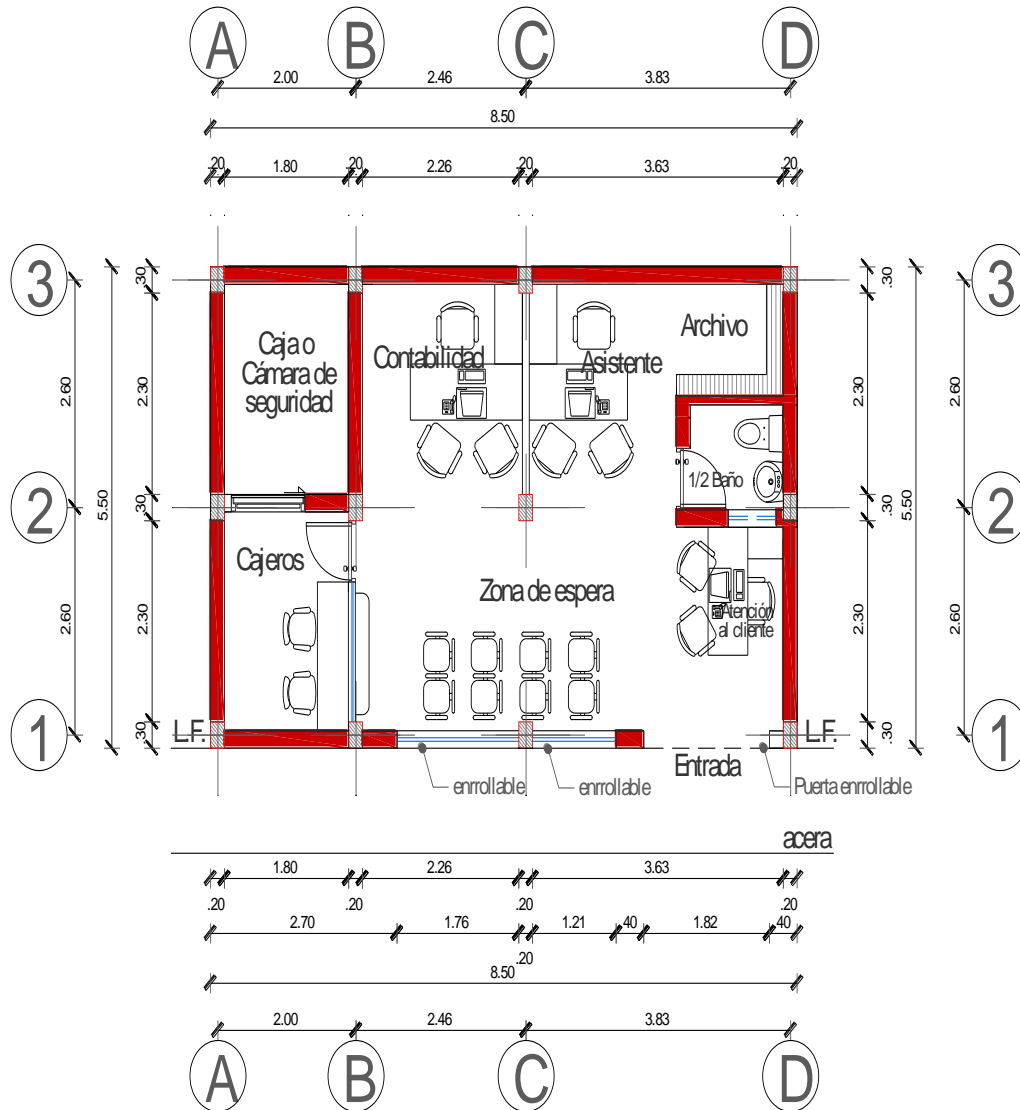 A B C D
2.00 2.46 3.83
8.50
.20 1.80 .20 2.26 .20 3.63 .20
3 3
.30 .30
Caja o
Cámara de
seguridad
Contabilidad
Asistente
Archivo
2.60 2.30 2.30 2.60
1/2 Baño
2 2
5.50 .30 .30 5.50
Cajeros
Zona de espera
Atención
al cliente
2.60 2.30 2.30 2.60
1 1
.30 L.F. L.F. .30
Entrada
enrrollable enrrollable Puerta enrrollable
acera
1.80 2.26 3.63
.20 .20 .20 .20
2.70 1.76 1.21 .40 1.82 .40
.20
8.50
2.00 2.46 3.83
A B C D